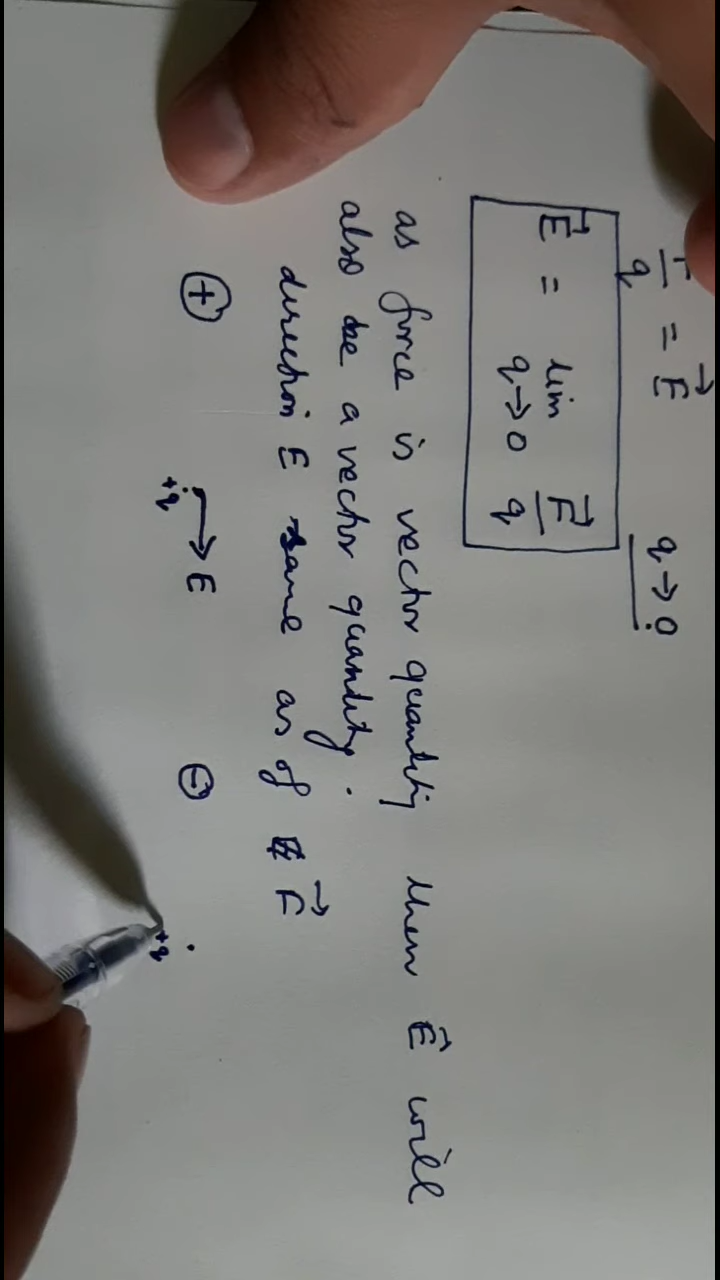 F/q = E⃗     q → 0
E⃗ = lim q→0 F⃗/q
as force is vector quantity then E⃗ will
also be a vector quantity.
direction E same as of F⃗
+     +q → E     -     +q